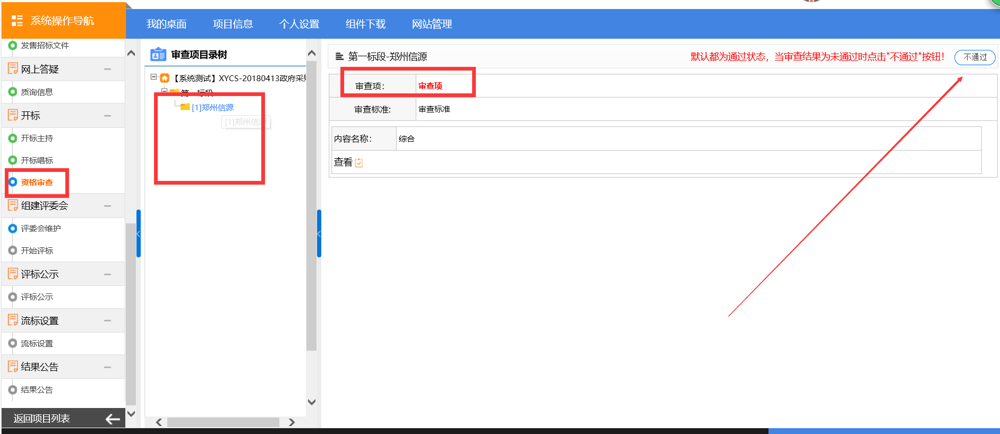 系统操作导航
我的桌面 项目信息 个人设置 组件下载 网站管理
发售招标文件
网上答疑
质询信息
开标
开标主持
开标唱标
资格审查
组建评委会
评委会维护
开始评标
评标公示
评标公示
流标设置
流标设置
结果公告
结果公告
返回项目列表
审查项目录树
【系统测试】XYCS-20180413政府采购
第一标段
[1]郑州信源
[1]郑州信源
第一标段-郑州信源
默认都为通过状态，当审查结果为未通过时点击"不通过"按钮！
不通过
审查项： 审查项
审查标准: 审查标准
内容名称： 综合
查看